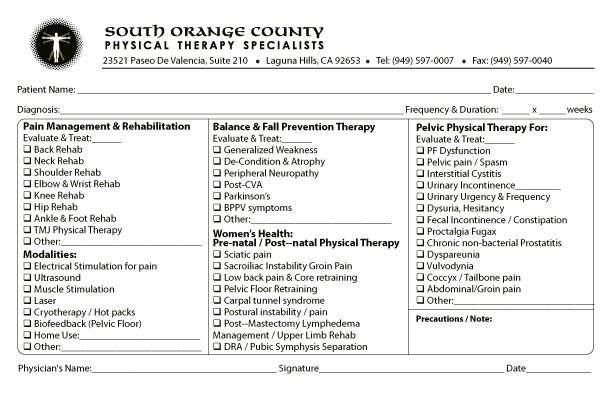 SOUTH ORANGE COUNTY
PHYSICAL THERAPY SPECIALISTS
23521 Paseo De Valencia, Suite 210 • Laguna Hills, CA 92653 • Tel: (949) 597-0007 • Fax: (949) 597-0040
Patient Name: ____________________ Date: ____________________
Diagnosis:____________________ Frequency & Duration: ______ x ______weeks
Pain Management & Rehabilitation
Evaluate & Treat:______
☐ Back Rehab
☐ Neck Rehab
☐ Shoulder Rehab
☐ Elbow & Wrist Rehab
☐ Knee Rehab
☐ Hip Rehab
☐ Ankle & Foot Rehab
☐ TMJ Physical Therapy
☐ Other:____________________
Modalities:
☐ Electrical Stimulation for pain
☐ Ultrasound
☐ Muscle Stimulation
☐ Laser
☐ Cryotherapy / Hot packs
☐ Biofeedback (Pelvic Floor)
☐ Home Use:____________________
☐ Other:____________________
Balance & Fall Prevention Therapy
Evaluate & Treat:______
☐ Generalized Weakness
☐ De-Condition & Atrophy
☐ Peripheral Neuropathy
☐ Post-CVA
☐ Parkinson's
☐ BPPV symptoms
☐ Other:____________________
Women's Health:
Pre-natal / Post--natal Physical Therapy
☐ Sciatic pain
☐ Sacroiliac Instability Groin Pain
☐ Low back pain & Core retraining
☐ Pelvic Floor Retraining
☐ Carpal tunnel syndrome
☐ Postural instability / pain
☐ Post--Mastectomy Lymphedema
Management / Upper Limb Rehab
☐ DRA / Pubic Symphysis Separation
Pelvic Physical Therapy For:
Evaluate & Treat:______
☐ PF Dysfunction
☐ Pelvic pain / Spasm
☐ Interstitial Cystitis
☐ Urinary Incontinence__________
☐ Urinary Urgency & Frequency
☐ Dysuria, Hesitancy
☐ Fecal Incontinence / Constipation
☐ Proctalgia Fugax
☐ Chronic non-bacterial Prostatitis
☐ Dyspareunia
☐ Vulvodynia
☐ Coccyx / Tailbone pain
☐ Abdominal/Groin pain
☐ Other:____________________
Precautions / Note:
Physician's Name:____________________ Signature____________________ Date____________________